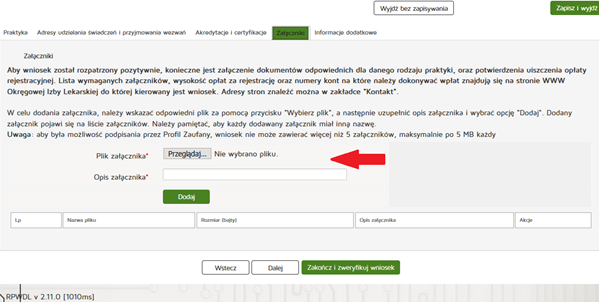 Wyjdź bez zapisywania
Zapisz i wyjdź
Praktyka Adresy udzielania świadczeń i przyjmowania wezwań Akredytacje i certyfikacje Załączniki Informacje dodatkowe
Załączniki
Aby wniosek został rozpatrzony pozytywnie, konieczne jest załączenie dokumentów odpowiednich dla danego rodzaju praktyki, oraz potwierdzenia uiszczenia opłaty
rejestracyjnej. Lista wymaganych załączników, wysokość opłat za rejestrację oraz numery kont na które należy dokonywać wpłat znajdują się na stronie WWW
Okręgowej Izby Lekarskiej do której kierowany jest wniosek. Adresy stron znaleźć można w zakładce "Kontakt".
W celu dodania załącznika, należy wskazać odpowiedni plik za pomocą przycisku "Wybierz plik", a następnie uzupełnić opis załącznika i wybrać opcję "Dodaj". Dodany
załącznik pojawi się na liście załączników. Należy pamiętać, aby każdy dodawany załącznik miał inną nazwę.
Uwaga: aby była możliwość podpisania przez Profil Zaufany, wniosek nie może zawierać więcej niż 5 załączników, maksymalnie po 5 MB każdy
Plik załącznika* Przeglądaj... Nie wybrano pliku.
Opis załącznika*
Dodaj
Lp Nazwa pliku Rozmiar (bajty) Opis załącznika Akcje
Wstecz Dalej Zakończ i zweryfikuj wniosek
RPWDL v 2.11.0 [1010ms]